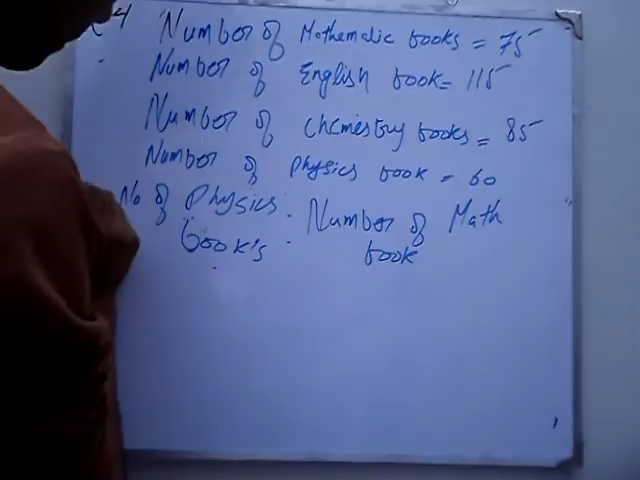 4 Number of Mathematic books = 75
Number of English book= 115
Number of Chemistry books = 85
Number of Physics book = 60
No of Physics : Number of Math
book's book